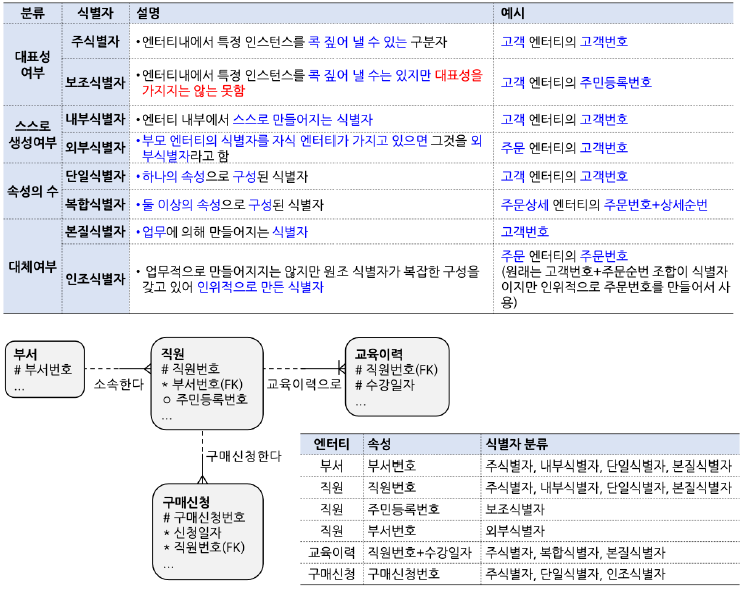 분류 식별자 설명 예시
대표성
여부
주식별자 •엔터티내에서 특정 인스턴스를 콕 짚어 낼 수 있는 구분자 고객 엔터티의 고객번호
보조식별자 •엔터티내에서 특정 인스턴스를 콕 짚어 낼 수는 있지만 대표성을
가지지는 않는 못함
고객 엔터티의 주민등록번호
스스로
생성여부
내부식별자 •엔터티 내부에서 스스로 만들어지는 식별자 고객 엔터티의 고객번호
외부식별자 •부모 엔터티의 식별자를 자식 엔터티가 가지고 있으면 그것을 외
부식별자라고 함
주문 엔터티의 고객번호
속성의 수
단일식별자 •하나의 속성으로 구성된 식별자 고객 엔터티의 고객번호
복합식별자 •둘 이상의 속성으로 구성된 식별자 주문상세 엔터티의 주문번호+상세순번
대체여부
본질식별자 •업무에 의해 만들어지는 식별자 고객번호
인조식별자 • 업무적으로 만들어지지는 않지만 원조 식별자가 복잡한 구성을
갖고 있어 인위적으로 만든 식별자
주문 엔터티의 주문번호
(원래는 고객번호+주문순번 조합이 식별자
이지만 인위적으로 주문번호를 만들어서 사
용)
부서
# 부서번호
...
소속한다
직원
# 직원번호
* 부서번호(FK)
○ 주민등록번호
...
교육이력으로
교육이력
# 직원번호(FK)
# 수강일자
...
구매신청한다
구매신청
# 구매신청번호
* 신청일자
* 직원번호(FK)
...
엔터티 속성 식별자 분류
부서 부서번호 주식별자, 내부식별자, 단일식별자, 본질식별자
직원 직원번호 주식별자, 내부식별자, 단일식별자, 본질식별자
직원 주민등록번호 보조식별자
직원 부서번호 외부식별자
교육이력 직원번호+수강일자 주식별자, 복합식별자, 본질식별자
구매신청 구매신청번호 주식별자, 단일식별자, 인조식별자